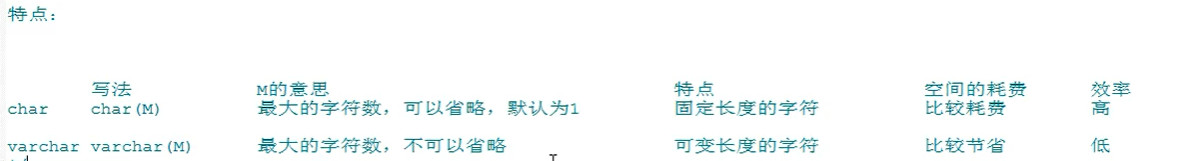 特点：
写法 M的意思 特点 空间的耗费 效率
char char(M) 最大的字符数，可以省略，默认为1 固定长度的字符 比较耗费 高
varchar varchar(M) 最大的字符数，不可以省略 可变长度的字符 比较节省 低